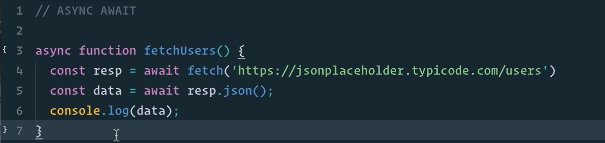 1 // ASYNC AWAIT
2
3 async function fetchUsers() {
4 const resp = await fetch('https://jsonplaceholder.typicode.com/users')
5 const data = await resp.json();
6 console.log(data);
7 }